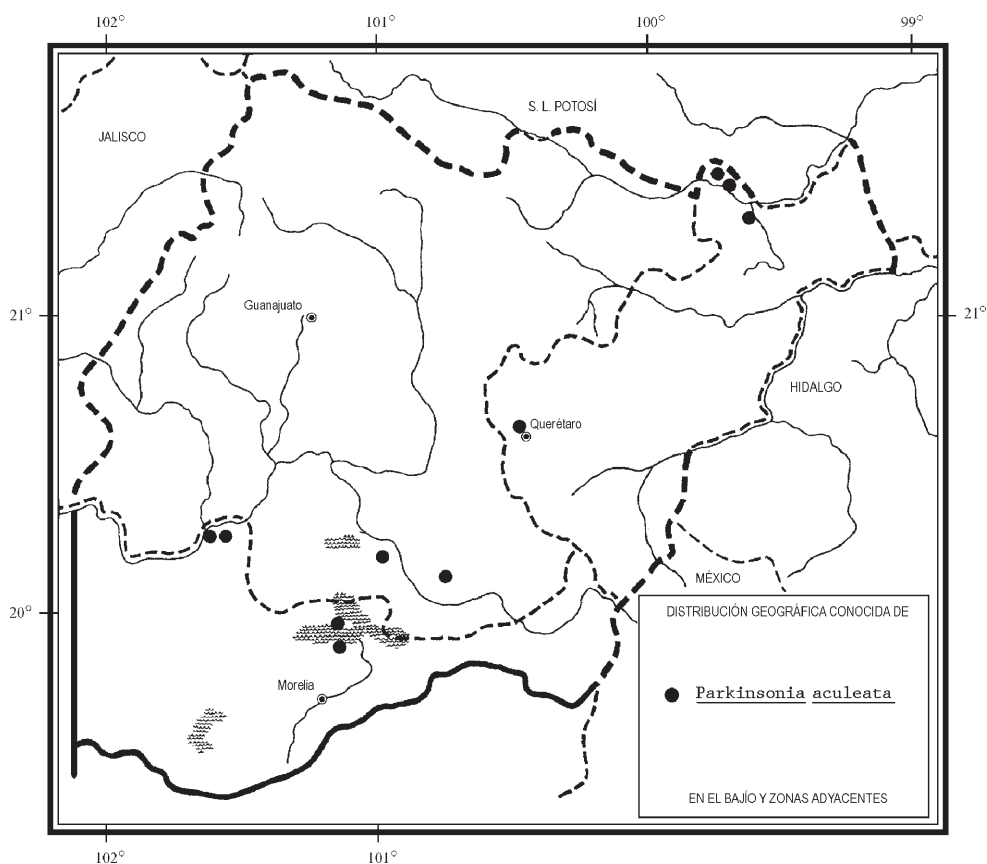 102° 101° 100° 99°
S. L. POTOSÍ
JALISCO
Guanajuato
21° 21°
HIDALGO
Querétaro
MÉXICO
20°
DISTRIBUCIÓN GEOGRÁFICA CONOCIDA DE
Morelia
Parkinsonia aculeata
EN EL BAJÍO Y ZONAS ADYACENTES
102° 101°